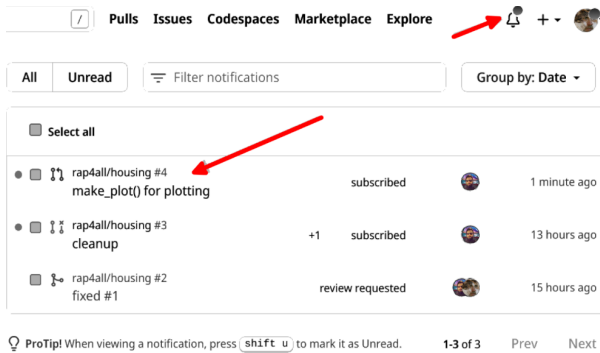 / Pulls Issues Codespaces Marketplace Explore
All Unread Filter notifications Group by: Date
Select all
rap4all/housing #4
make_plot() for plotting subscribed 1 minute ago
rap4all/housing #3
cleanup +1 subscribed 13 hours ago
rap4all/housing #2
fixed #1 review requested 15 hours ago
ProTip! When viewing a notification, press shift u to mark it as Unread. 1-3 of 3 Prev Next